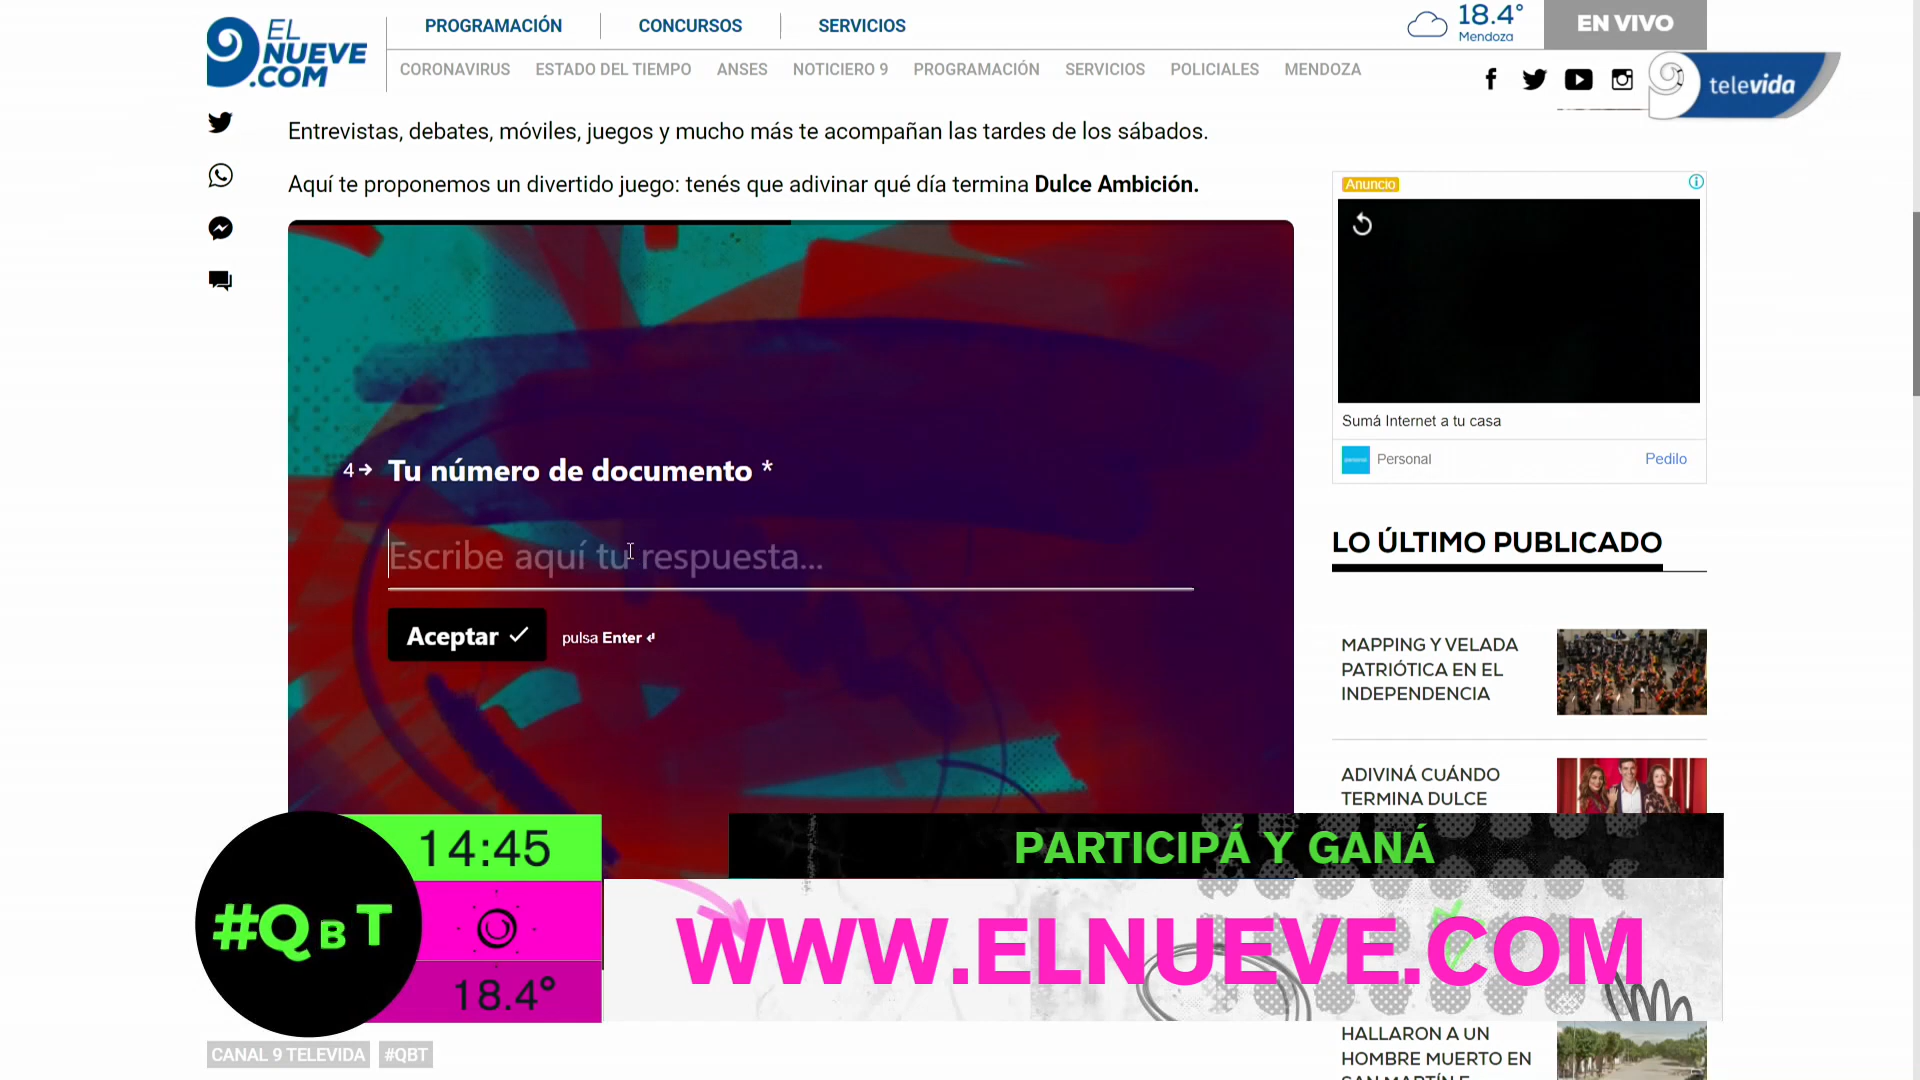 EL
NUEVE
.COM
PROGRAMACIÓN
CONCURSOS
SERVICIOS
18.4°
Mendoza
EN VIVO
CORONAVIRUS
ESTADO DEL TIEMPO
ANSES
NOTICIERO 9
PROGRAMACIÓN
SERVICIOS
POLICIALES
MENDOZA
televida
Entrevistas, debates, móviles, juegos y mucho más te acompañan las tardes de los sábados.
Aquí te proponemos un divertido juego: tenés que adivinar qué día termina Dulce Ambición.
4→ Tu número de documento *
Escribe aquí tu respuesta...
Aceptar ✓
pulsa Enter ↵
Anuncio
Sumá Internet a tu casa
Personal
Pedilo
LO ÚLTIMO PUBLICADO
MAPPING Y VELADA
PATRIÓTICA EN EL
INDEPENDENCIA
ADIVINÁ CUÁNDO
TERMINA DULCE
14:45
#QBT
18.4°
PARTICIPÁ Y GANÁ
WWW.ELNUEVE.COM
HALLARON A UN
HOMBRE MUERTO EN
SAN MARTÍN E
CANAL 9 TELEVIDA
#QBT